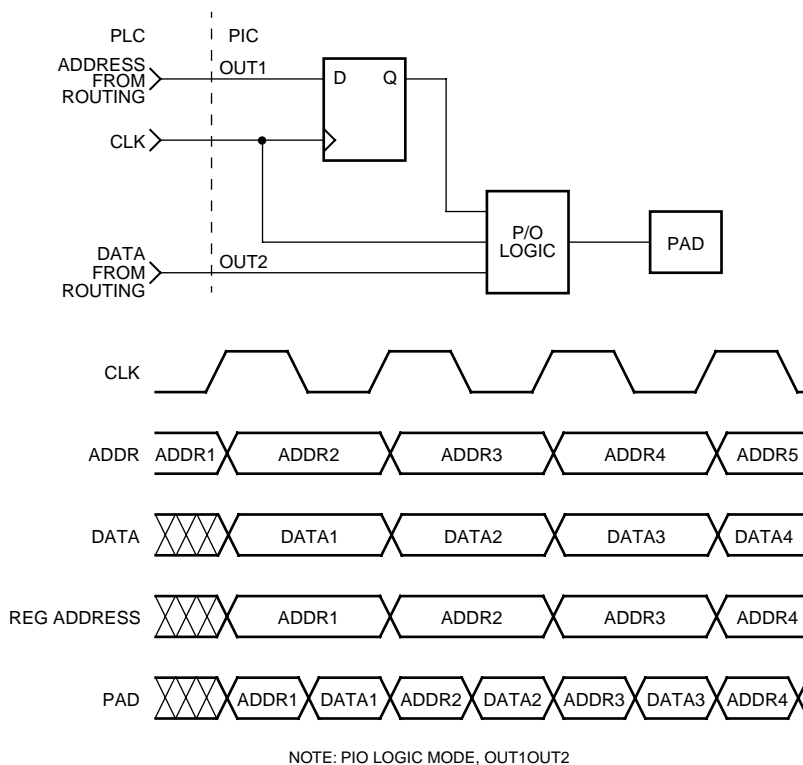 PLC PIC
ADDRESS
FROM
ROUTING
OUT1
D Q
CLK
P/O
LOGIC
PAD
DATA
FROM
ROUTING
OUT2
CLK
ADDR ADDR1 ADDR2 ADDR3 ADDR4 ADDR5
DATA DATA1 DATA2 DATA3 DATA4
REG ADDRESS ADDR1 ADDR2 ADDR3 ADDR4
PAD ADDR1 DATA1 ADDR2 DATA2 ADDR3 DATA3 ADDR4
NOTE: PIO LOGIC MODE, OUT1OUT2